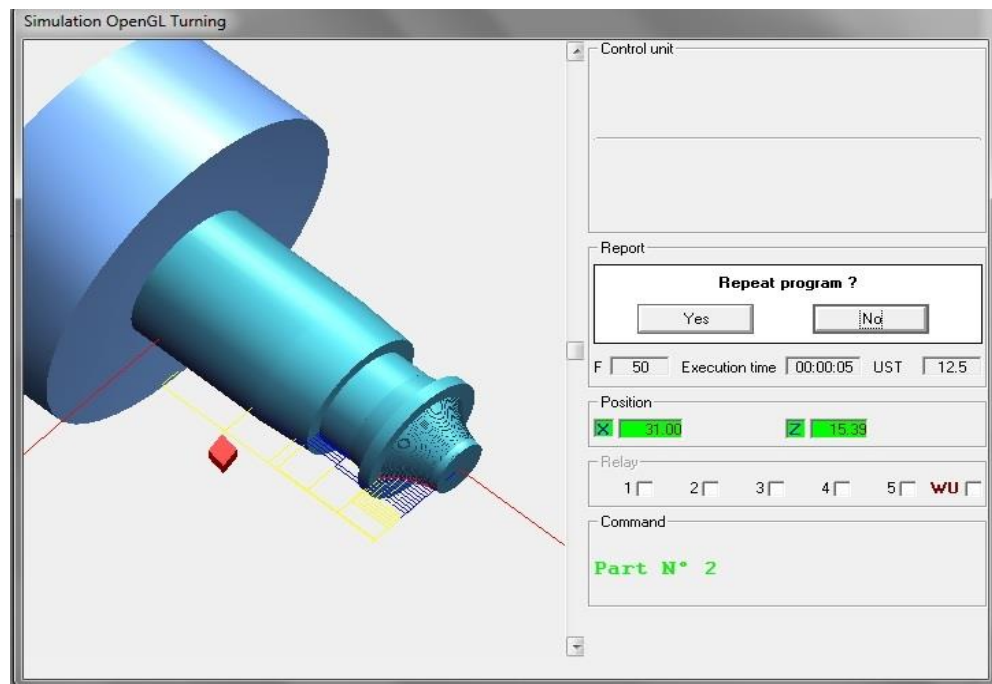 Simulation OpenGL Turning
Control unit
Report
Repeat program ?
Yes No
F 50 Execution time 00:00:05 UST 12.5
Position
X 31.00 Z 15.39
Relay
1 2 3 4 5 WU
Command
Part N° 2